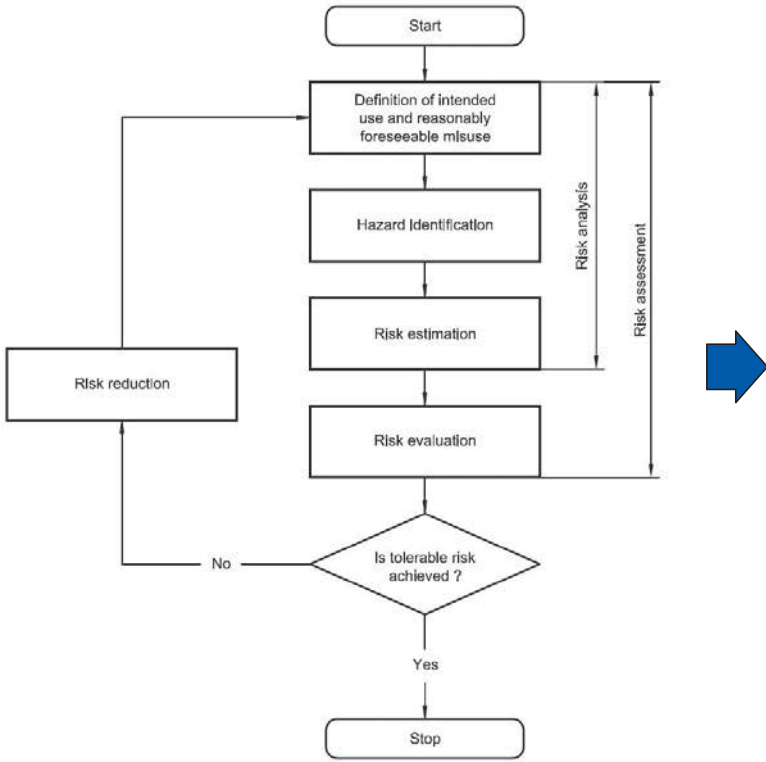 Start
Definition of intended
use and reasonably
foreseeable misuse
Hazard identification
Risk estimation
Risk evaluation
Is tolerable risk
achieved ?
Yes
Stop
No
Risk reduction
Risk analysis
Risk assessment